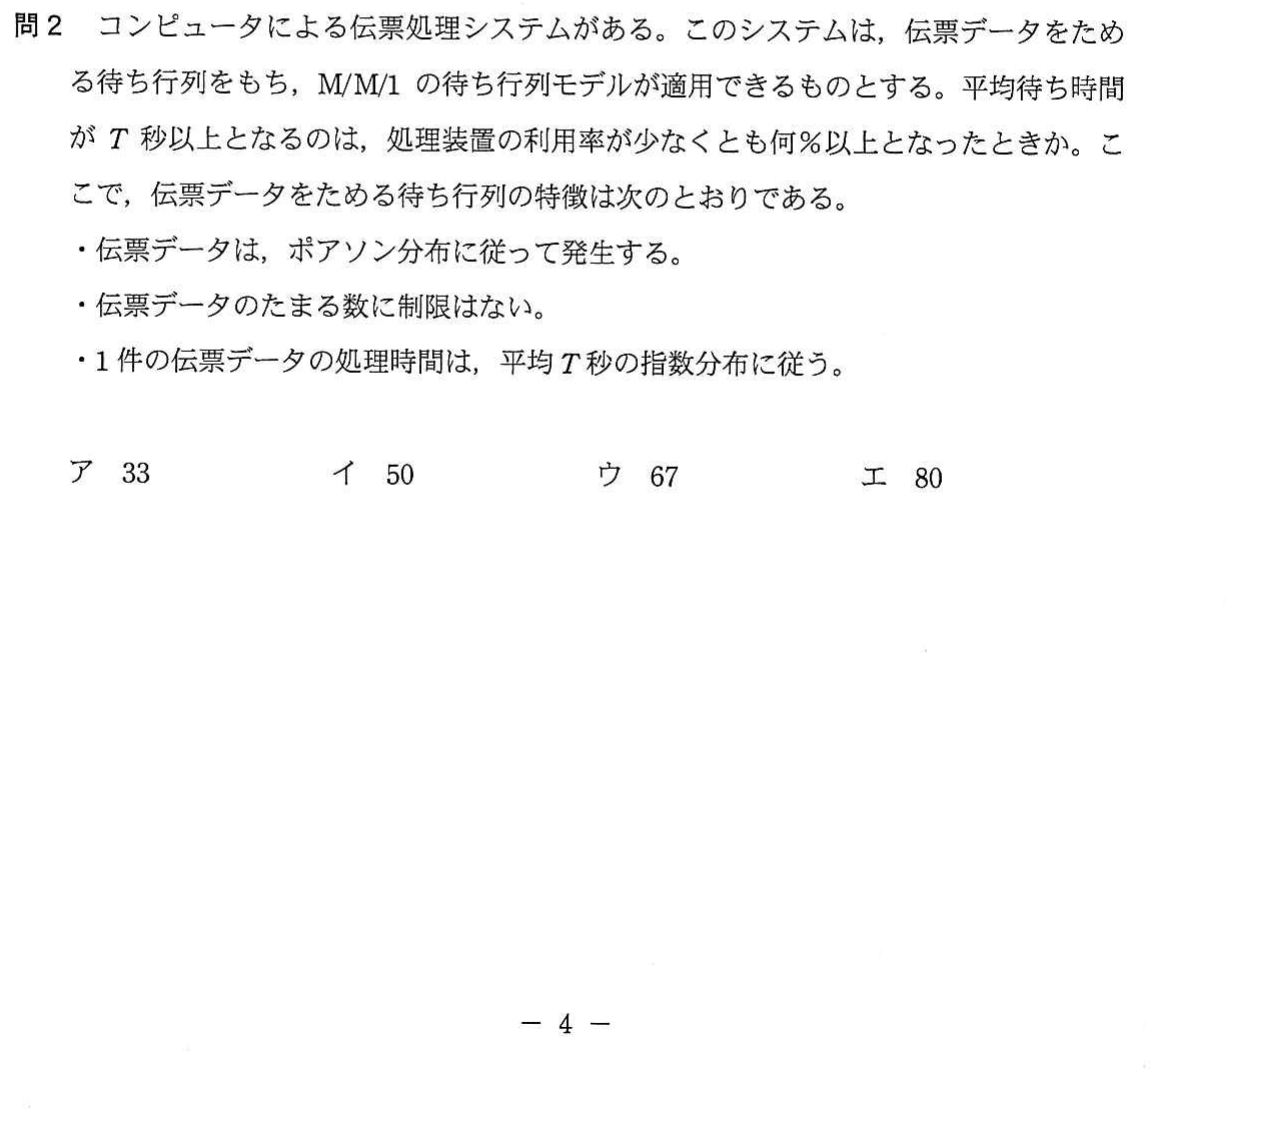 問2　コンピュータによる伝票処理システムがある。このシステムは，伝票データをため
る待ち行列をもち，M/M/1 の待ち行列モデルが適用できるものとする。平均待ち時間
が T 秒以上となるのは，処理装置の利用率が少なくとも何％以上となったときか。こ
こで，伝票データをためる待ち行列の特徴は次のとおりである。
・伝票データは，ポアソン分布に従って発生する。
・伝票データのたまる数に制限はない。
・1 件の伝票データの処理時間は，平均 T 秒の指数分布に従う。
ア　33　イ　50　ウ　67　エ　80
－ 4 －